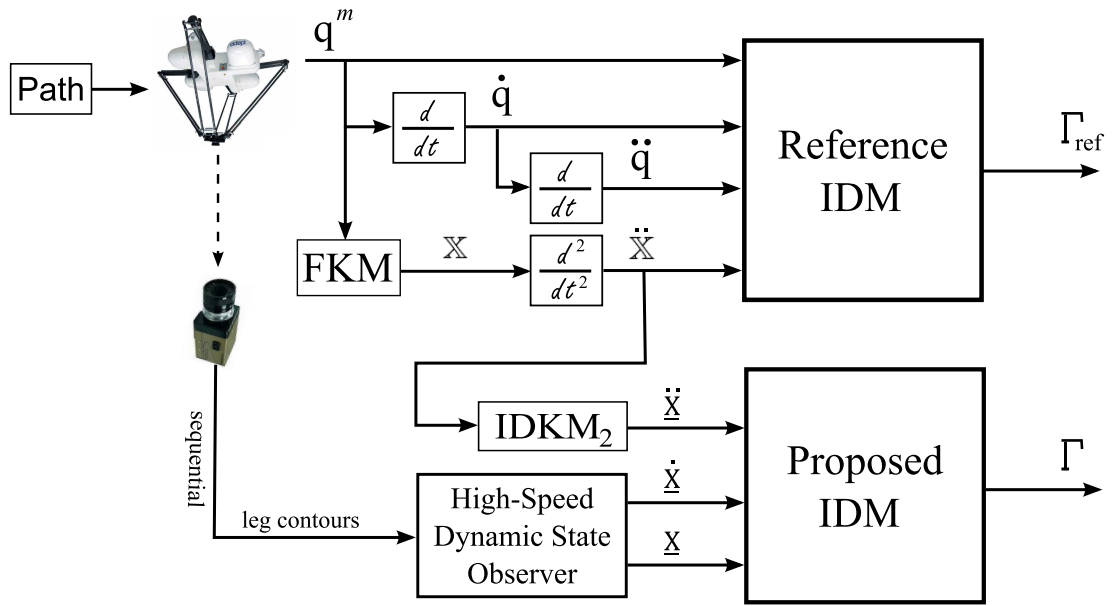 Path
qᵐ
d/dt
q̇
d/dt
q̈
FKM
𝕏
d²/dt²
𝕏̈
Reference
IDM
Γref
sequential
leg contours
IDKM₂
ẍ̲
High-Speed
Dynamic State
Observer
ẋ̲
x̲
Proposed
IDM
Γ